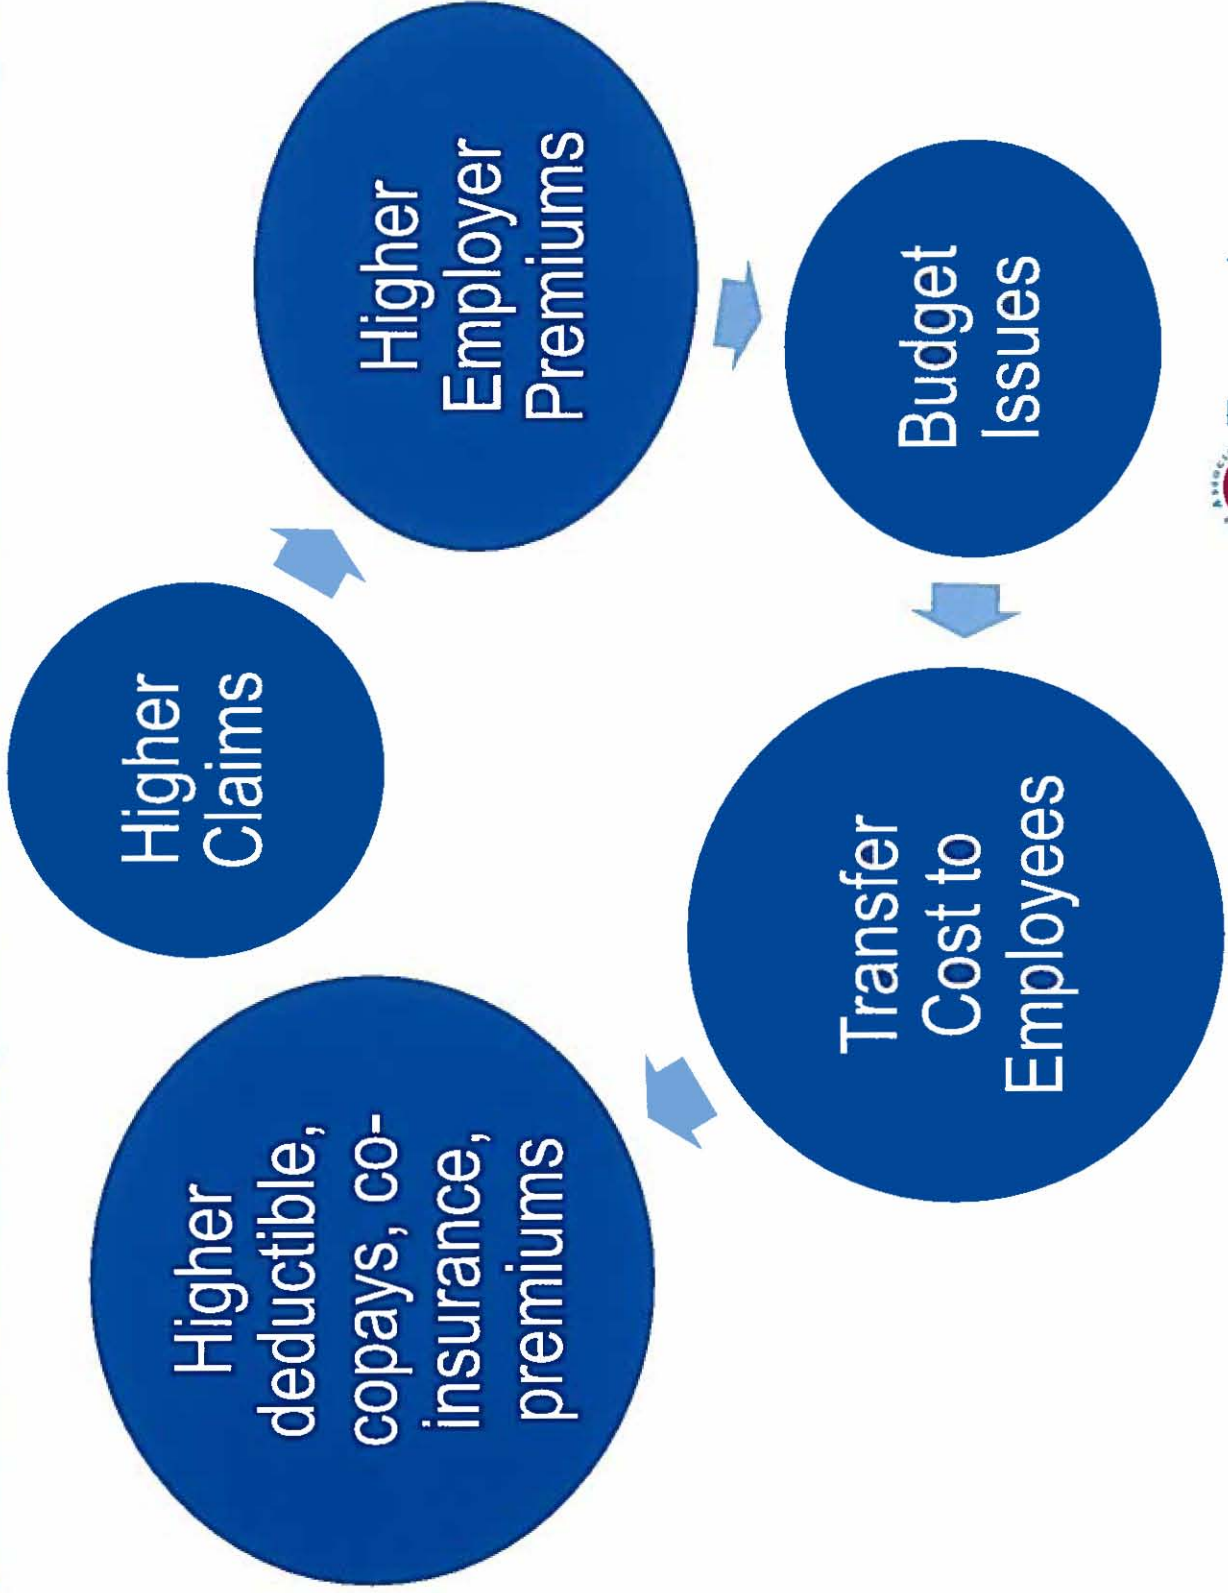 Higher
Claims
Higher
Employer
Premiums
Budget
Issues
Transfer
Cost to
Employees
Higher
deductible,
copays, co-
insurance,
premiums